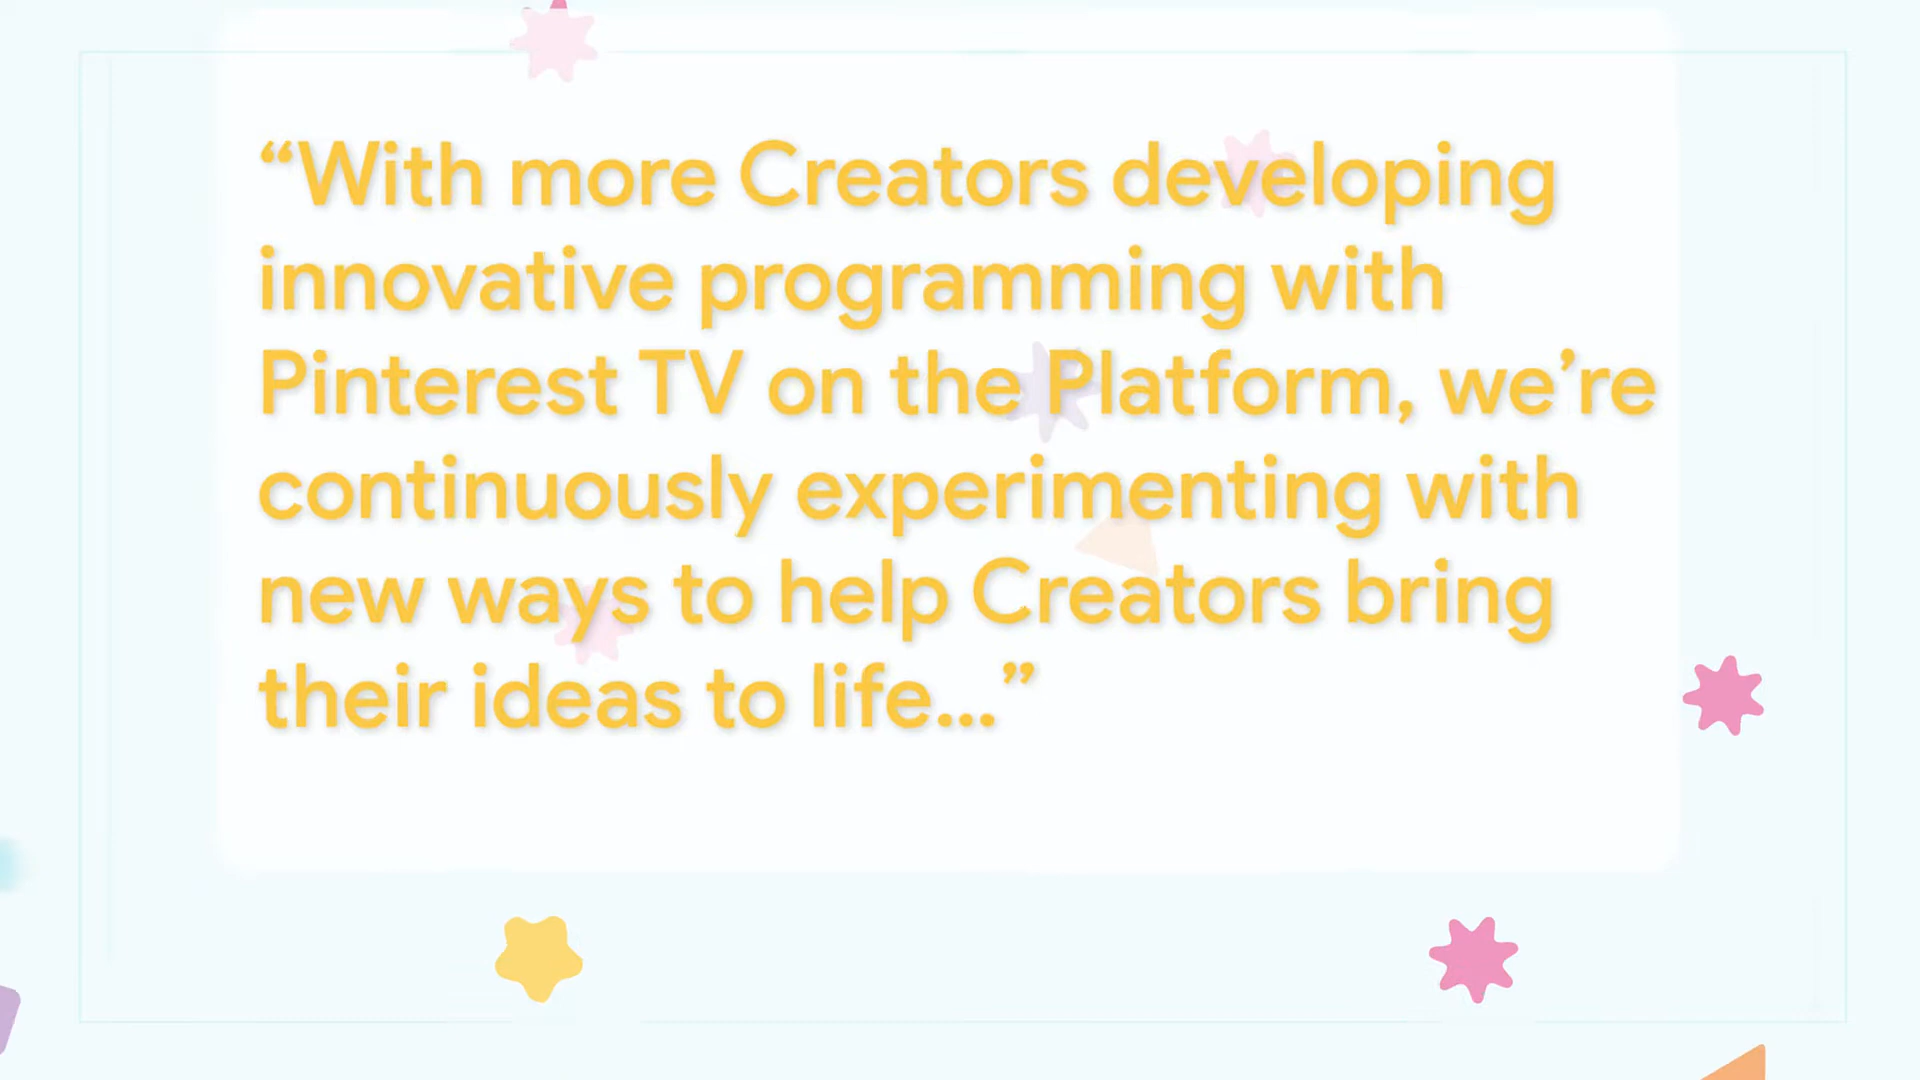 “With more Creators developing
innovative programming with
Pinterest TV on the Platform, we’re
continuously experimenting with
new ways to help Creators bring
their ideas to life...”